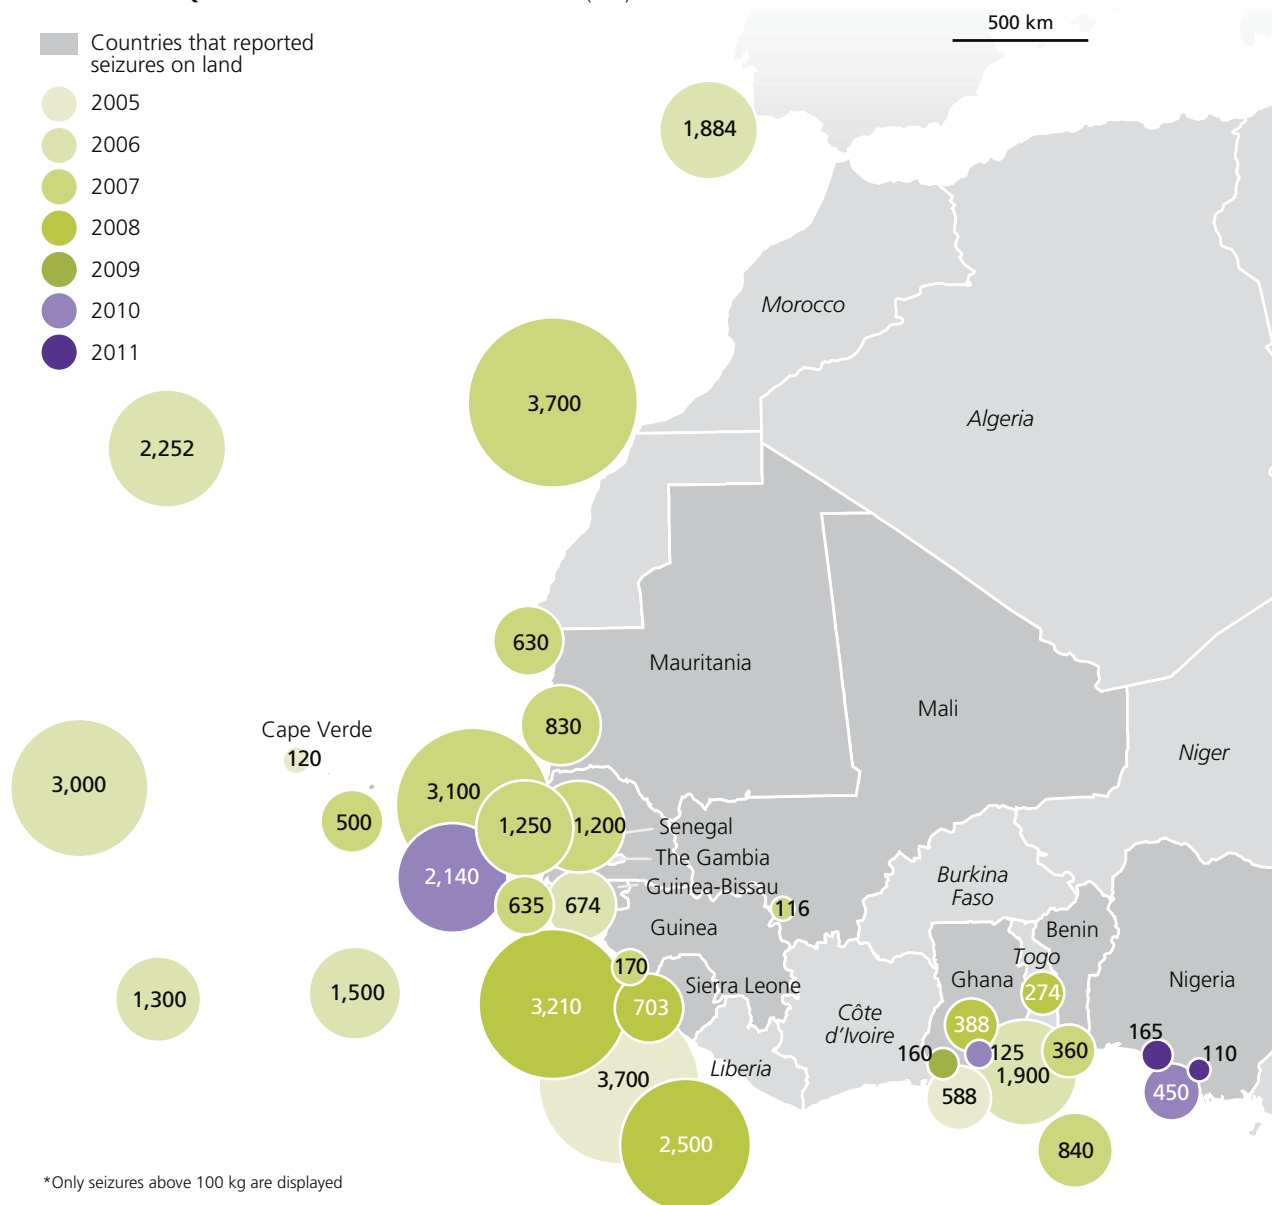 500 km
Countries that reported
seizures on land
2005
2006
2007
2008
2009
2010
2011
1,884
Morocco
3,700
Algeria
2,252
630
Mauritania
Mali
830
Cape Verde
120
Niger
3,000
3,100
500
1,250
1,200
Senegal
The Gambia
2,140
Guinea-Bissau
635
674
116
Burkina
Faso
Guinea
Benin
Togo
170
Sierra Leone
Ghana
Nigeria
1,300
1,500
3,210
703
274
Côte
d'Ivoire
388
165
160
125
360
110
Liberia
3,700
1,900
588
450
2,500
840
*Only seizures above 100 kg are displayed